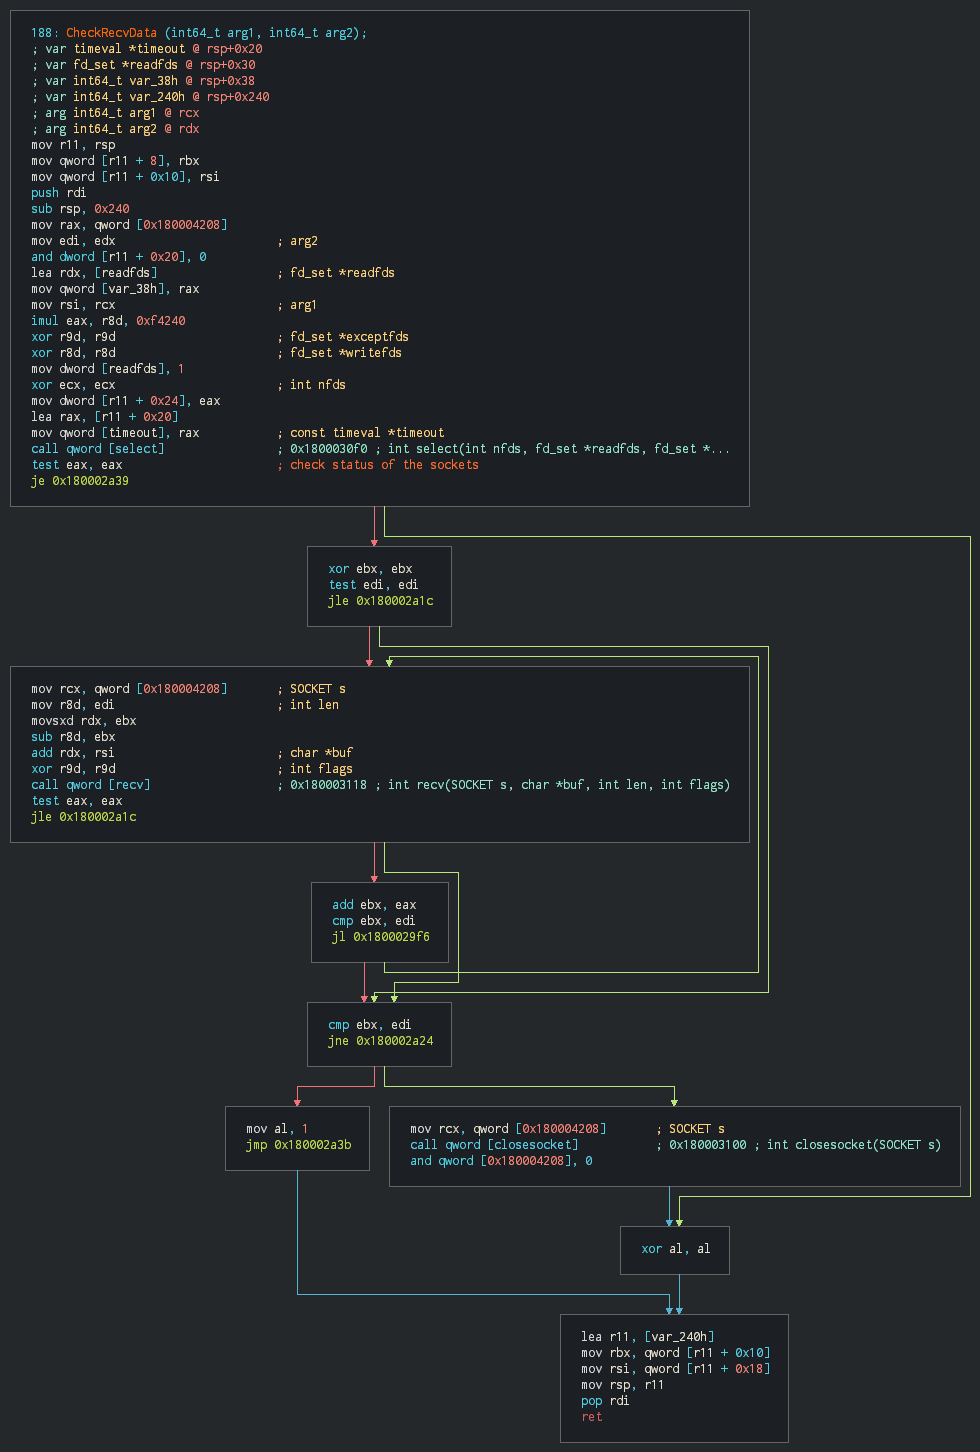 188: CheckRecvData (int64_t arg1, int64_t arg2);
; var timeval *timeout @ rsp+0x20
; var fd_set *readfds @ rsp+0x30
; var int64_t var_38h @ rsp+0x38
; var int64_t var_240h @ rsp+0x240
; arg int64_t arg1 @ rcx
; arg int64_t arg2 @ rdx
mov r11, rsp
mov qword [r11 + 8], rbx
mov qword [r11 + 0x10], rsi
push rdi
sub rsp, 0x240
mov rax, qword [0x180004208]
mov edi, edx ; arg2
and dword [r11 + 0x20], 0
lea rdx, [readfds] ; fd_set *readfds
mov qword [var_38h], rax
mov rsi, rcx ; arg1
imul eax, r8d, 0xf4240
xor r9d, r9d ; fd_set *exceptfds
xor r8d, r8d ; fd_set *writefds
mov dword [readfds], 1
xor ecx, ecx ; int nfds
mov dword [r11 + 0x24], eax
lea rax, [r11 + 0x20]
mov qword [timeout], rax ; const timeval *timeout
call qword [select] ; 0x1800030f0 ; int select(int nfds, fd_set *readfds, fd_set *...
test eax, eax ; check status of the sockets
je 0x180002a39
xor ebx, ebx
test edi, edi
jle 0x180002a1c
mov rcx, qword [0x180004208] ; SOCKET s
mov r8d, edi ; int len
movsxd rdx, ebx
sub r8d, ebx
add rdx, rsi ; char *buf
xor r9d, r9d ; int flags
call qword [recv] ; 0x180003118 ; int recv(SOCKET s, char *buf, int len, int flags)
test eax, eax
jle 0x180002a1c
add ebx, eax
cmp ebx, edi
jl 0x1800029f6
cmp ebx, edi
jne 0x180002a24
mov al, 1
jmp 0x180002a3b
mov rcx, qword [0x180004208] ; SOCKET s
call qword [closesocket] ; 0x180003100 ; int closesocket(SOCKET s)
and qword [0x180004208], 0
xor al, al
lea r11, [var_240h]
mov rbx, qword [r11 + 0x10]
mov rsi, qword [r11 + 0x18]
mov rsp, r11
pop rdi
ret